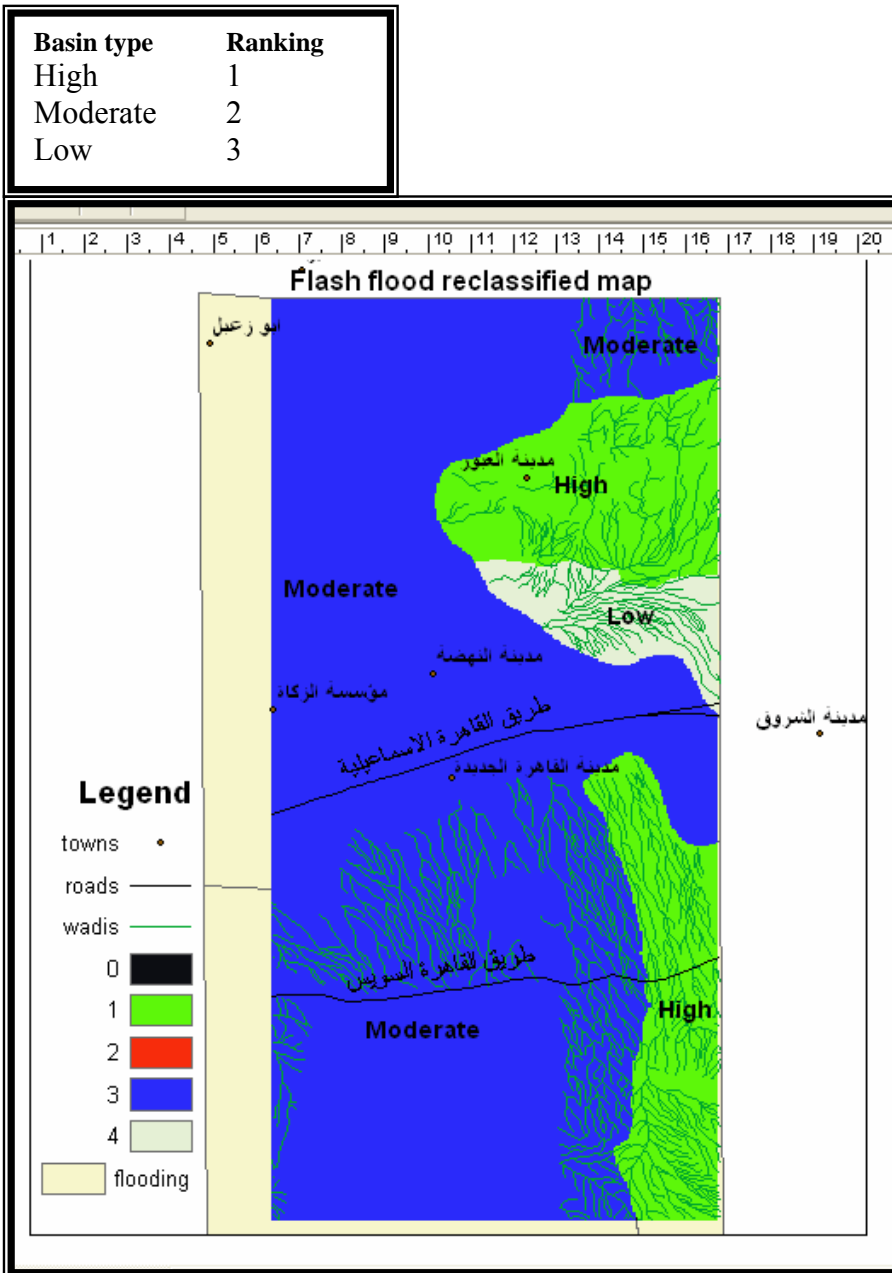 Basin type Ranking
High 1
Moderate 2
Low 3
1 2 3 4 5 6 7 8 9 10 11 12 13 14 15 16 17 18 19 20
Flash flood reclassified map
ابو زعبل
Moderate
مدينة العبور
High
Moderate
Low
مدينة النهضة
مؤسسة الزكاة
طريق القاهرة الاسماعيلية
مدينة الشروق
مدينة القاهرة الجديدة
Legend
towns
roads
wadis
0
طريق القاهرة السويس
1
High
Moderate
2
3
4
flooding